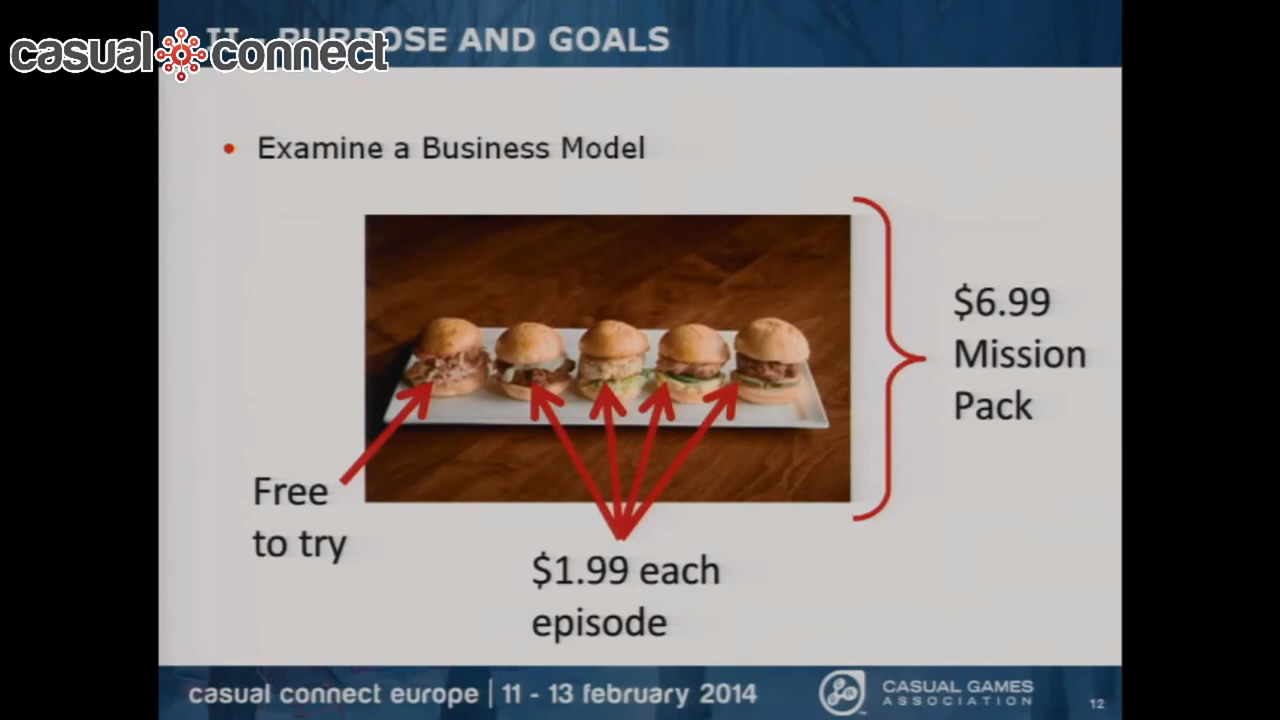 casual connect
II - PURPOSE AND GOALS
• Examine a Business Model
$6.99
Mission
Pack
Free
to try
$1.99 each
episode
casual connect europe | 11 - 13 february 2014
CASUAL GAMES
ASSOCIATION
12